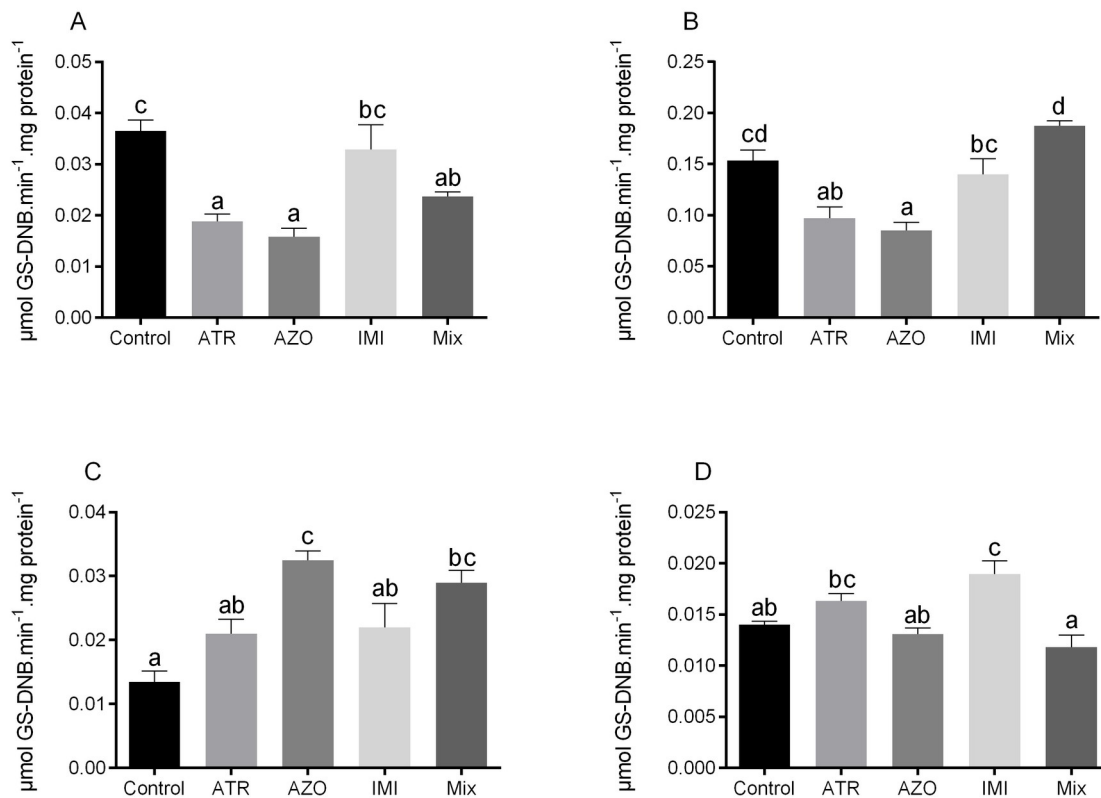 A
µmol GS-DNB.min⁻¹.mg protein⁻¹
0.05
0.04
0.03
0.02
0.01
0.00
c
a
a
bc
ab
Control ATR AZO IMI Mix
B
µmol GS-DNB.min⁻¹.mg protein⁻¹
0.25
0.20
0.15
0.10
0.05
0.00
cd
ab
a
bc
d
Control ATR AZO IMI Mix
C
µmol GS-DNB.min⁻¹.mg protein⁻¹
0.04
0.03
0.02
0.01
0.00
a
ab
c
ab
bc
Control ATR AZO IMI Mix
D
µmol GS-DNB.min⁻¹.mg protein⁻¹
0.025
0.020
0.015
0.010
0.005
0.000
ab
bc
ab
c
a
Control ATR AZO IMI Mix